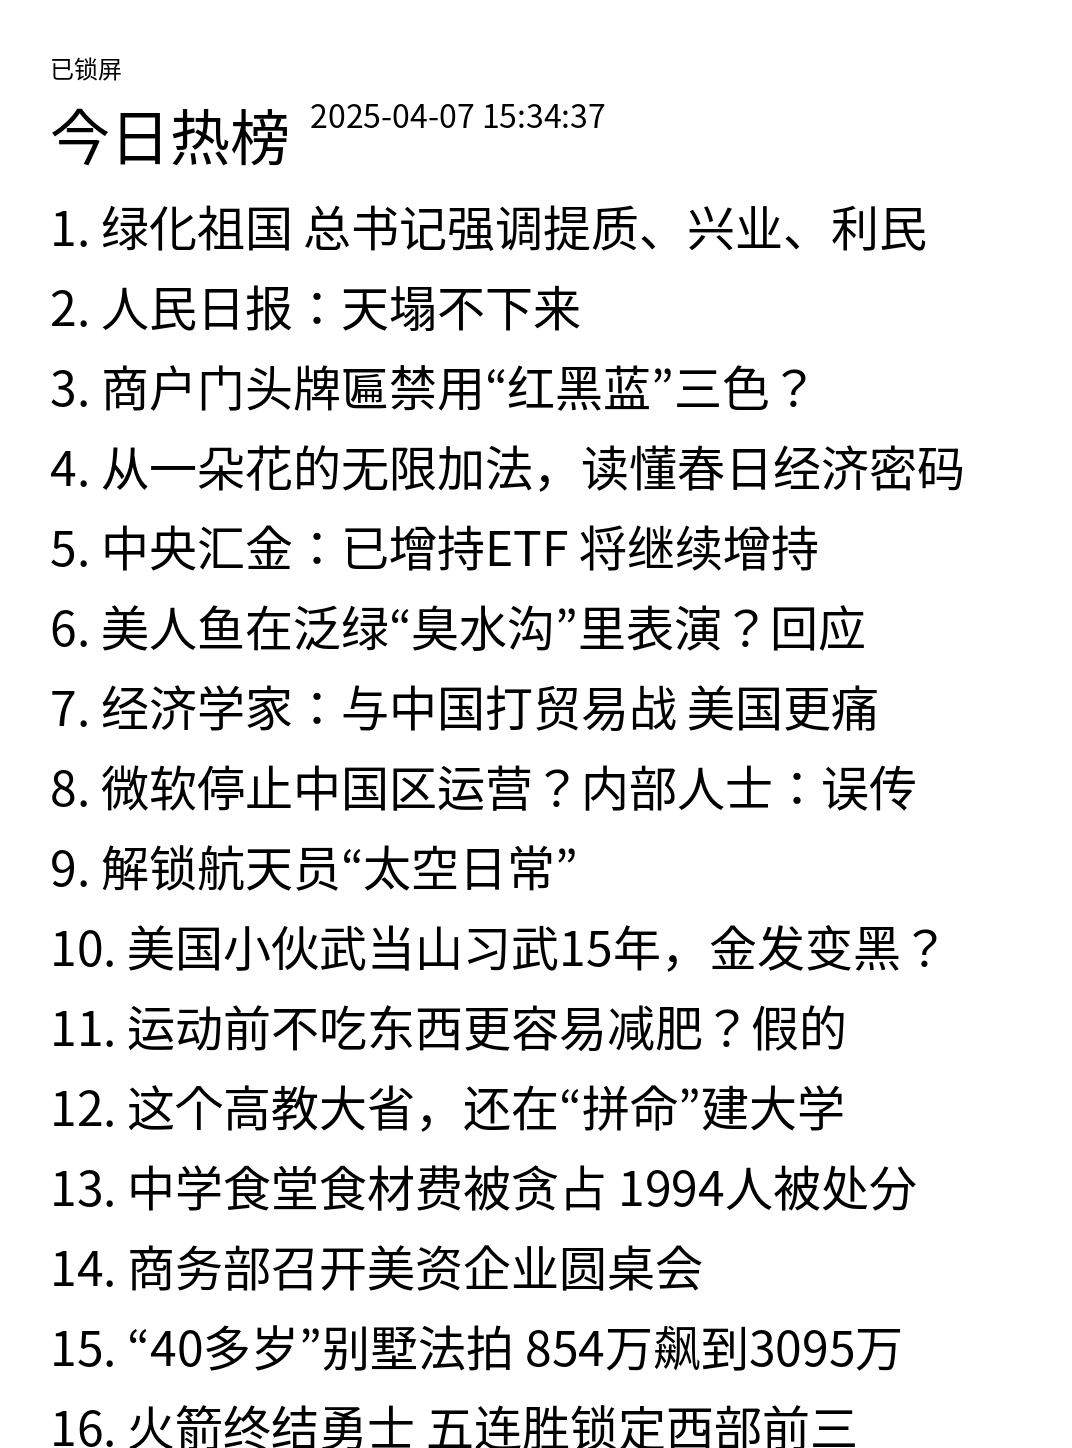 已锁屏
今日热榜 2025-04-07 15:34:37
1. 绿化祖国 总书记强调提质、兴业、利民
2. 人民日报：天塌不下来
3. 商户门头牌匾禁用“红黑蓝”三色？
4. 从一朵花的无限加法，读懂春日经济密码
5. 中央汇金：已增持ETF 将继续增持
6. 美人鱼在泛绿“臭水沟”里表演？回应
7. 经济学家：与中国打贸易战 美国更痛
8. 微软停止中国区运营？内部人士：误传
9. 解锁航天员“太空日常”
10. 美国小伙武当山习武15年，金发变黑？
11. 运动前不吃东西更容易减肥？假的
12. 这个高教大省，还在“拼命”建大学
13. 中学食堂食材费被贪占 1994人被处分
14. 商务部召开美资企业圆桌会
15. “40多岁”别墅法拍 854万飙到3095万
16. 火箭终结勇士 五连胜锁定西部前三